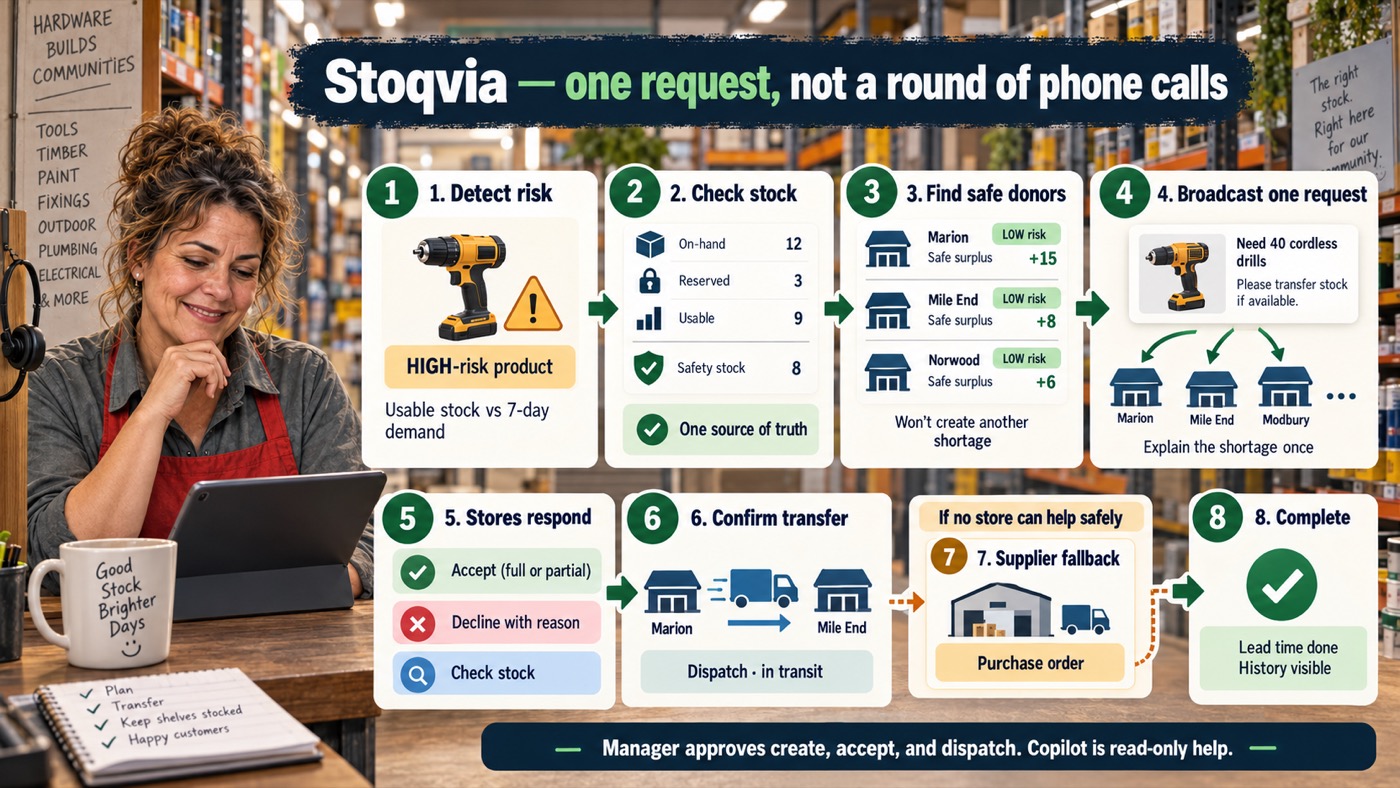 HARDWARE
BUILDS
COMMUNITIES
TOOLS
TIMBER
PAINT
FIXINGS
OUTDOOR
PLUMBING
ELECTRICAL
& MORE
Stoqvia — one request, not a round of phone calls
The right
stock.
Right here
for our
community.
1
1. Detect risk
HIGH-risk product
Usable stock vs 7-day
demand
2
2. Check stock
On-hand 12
Reserved 3
Usable 9
Safety stock 8
One source of truth
3
3. Find safe donors
Marion LOW risk
Safe surplus +15
Mile End LOW risk
Safe surplus +8
Norwood LOW risk
Safe surplus +6
Won't create another
shortage
4
4. Broadcast one request
Need 40 cordless
drills
Please transfer stock
if available.
Marion Mile End Modbury
Explain the shortage once
5
5. Stores respond
Accept (full or partial)
Decline with reason
Check stock
6
6. Confirm transfer
Marion Mile End
Dispatch · in transit
If no store can help safely
7
7. Supplier fallback
Purchase order
8
8. Complete
Lead time done
History visible
Good
Stock
Brighter
Days
Plan
Transfer
Keep shelves stocked
Happy customers
Manager approves create, accept, and dispatch. Copilot is read-only help.